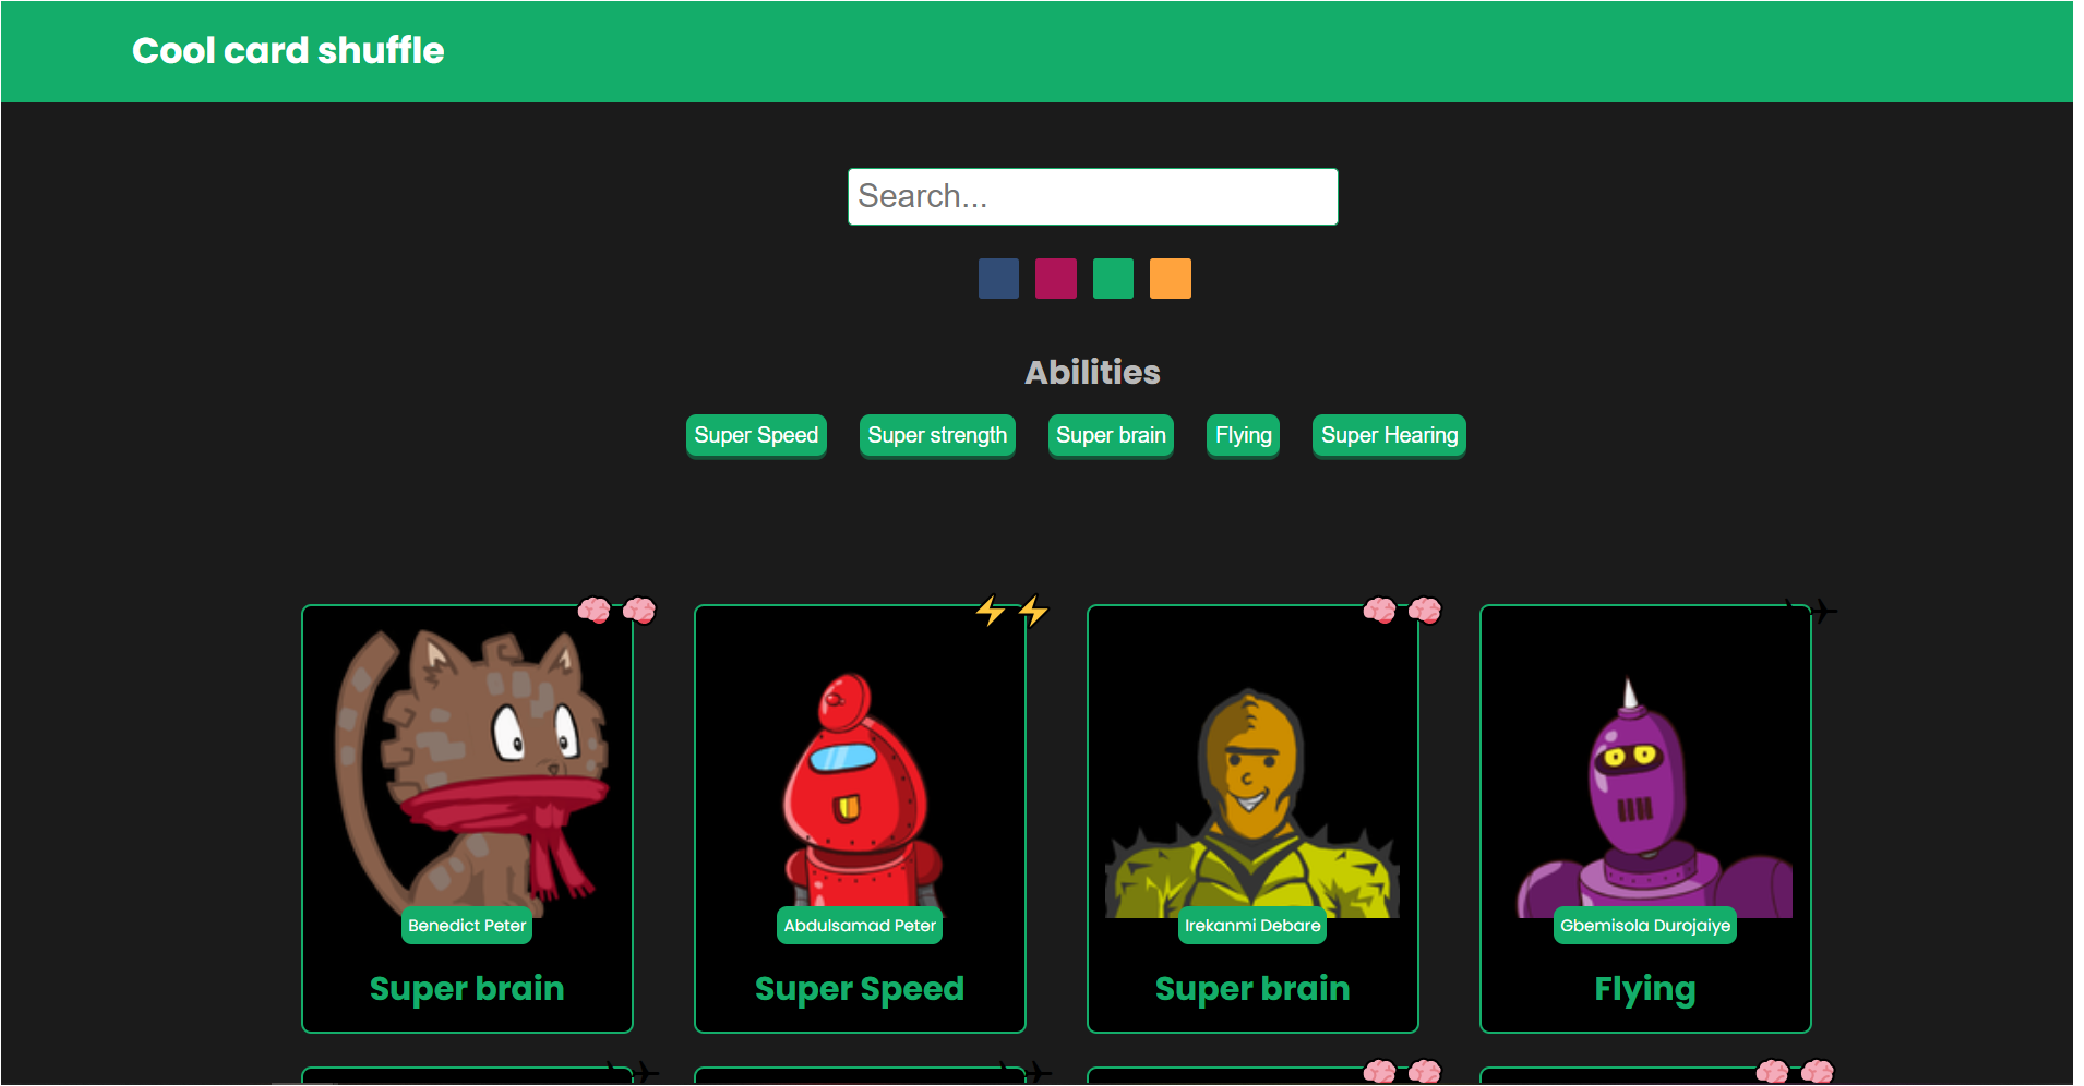 Cool card shuffle
Search...
Abilities
Super Speed Super strength Super brain Flying Super Hearing
Benedict Peter
Super brain
Abdulsamad Peter
Super Speed
Irekanmi Debare
Super brain
Gbemisola Durojaiye
Flying